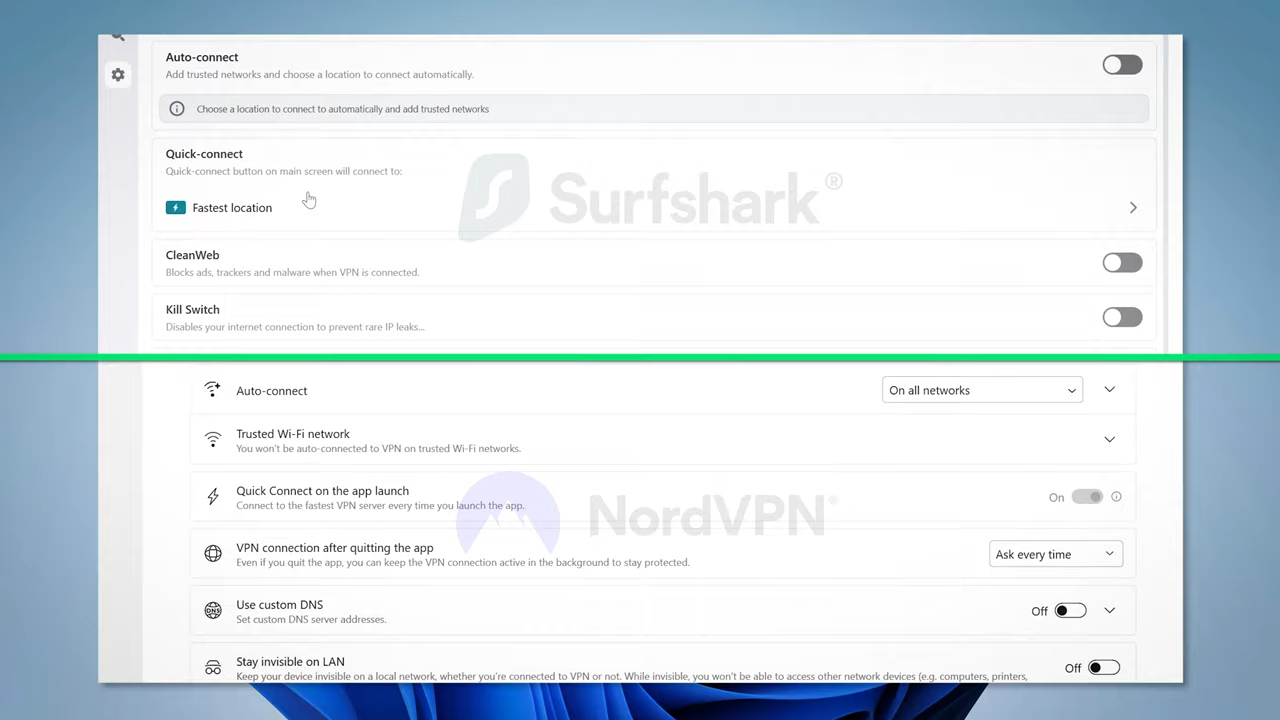 Auto-connect
Add trusted networks and choose a location to connect automatically.
Choose a location to connect to automatically and add trusted networks
Quick-connect
Quick-connect button on main screen will connect to:
Surfshark®
Fastest location
CleanWeb
Blocks ads, trackers and malware when VPN is connected.
Kill Switch
Disables your internet connection to prevent rare IP leaks...
Auto-connect
On all networks
Trusted Wi-Fi network
You won't be auto-connected to VPN on trusted Wi-Fi networks.
Quick Connect on the app launch
On
Connect to the fastest VPN server every time you launch the app.
NordVPN®
VPN connection after quitting the app
Ask every time
Even if you quit the app, you can keep the VPN connection active in the background to stay protected.
DNS
Use custom DNS
Off
Set custom DNS server addresses.
Stay invisible on LAN
Off
Keep your device invisible on a local network, whether you're connected to VPN or not. While invisible, you won't be able to access other network devices (e.g. computers, printers,